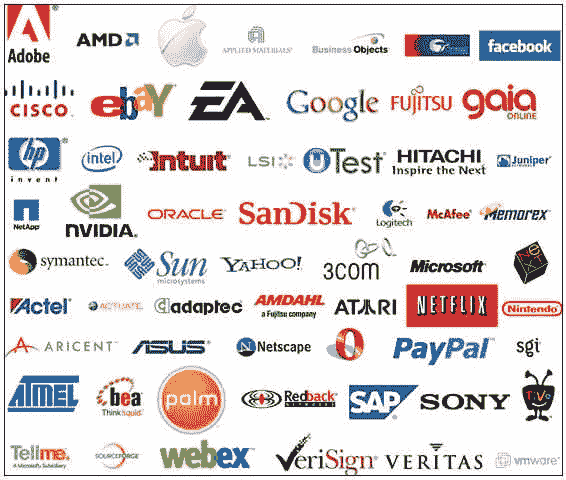 Adobe
AMD
APPLIED MATERIALS
Business Objects
facebook
CISCO
ebay
EA
Google
FUJITSU
gaia
ONLINE
hp
invent
intel
intuit
LSI
uTest
HITACHI
Inspire the Next
Juniper
NETWORKS
NetApp
NVIDIA
ORACLE
SanDisk
Logitech
McAfee
Memorex
symantec
Sun
microsystems
YAHOO!
3COM
Microsoft
NeXT
Actel
ACTUATE
adaptec
AMDAHL
a Fujitsu company
ATARI
NETFLIX
Nintendo
ARICENT
ASUS
Netscape
PayPal
sgi
ATMEL
bea
Think liquid
palm
Redback
NETWORKS
SAP
SONY
TiVo
Tellme
A Microsoft Subsidiary
SOURCEFORGE
webex
VeriSign
VERITAS
vmware